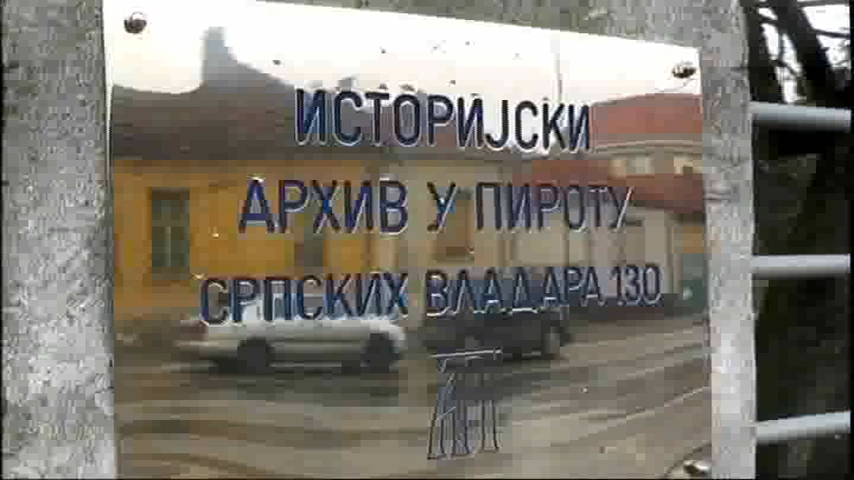 ИСТОРИЈСКИ
АРХИВ У ПИРОТУ
СРПСКИХ ВЛАДАРА 130